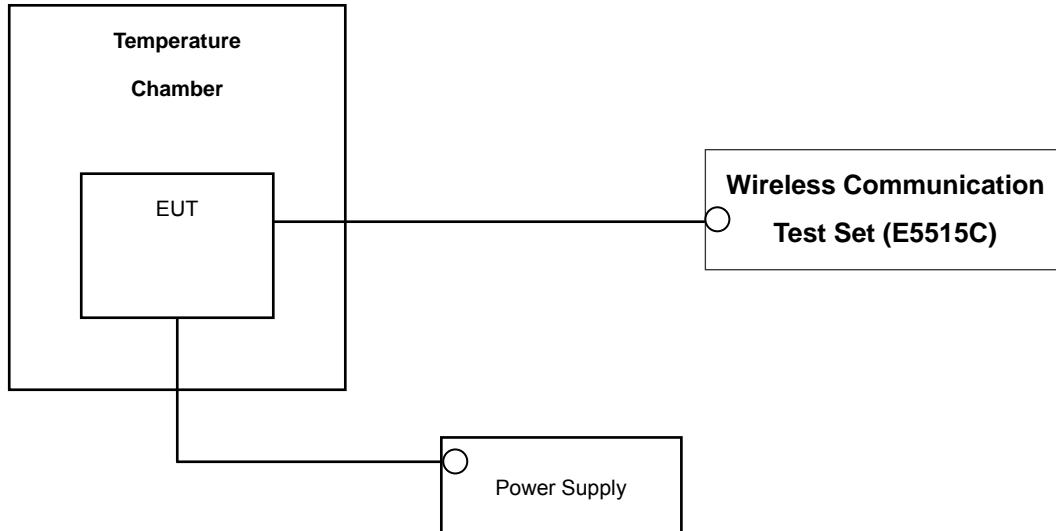 Temperature
Chamber
EUT
Wireless Communication
Test Set (E5515C)
Power Supply